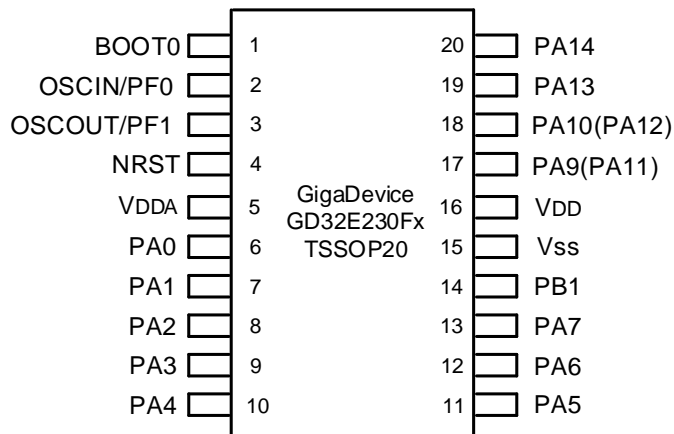 BOOT0 1 20 PA14
OSCIN/PF0 2 19 PA13
OSCOUT/PF1 3 18 PA10(PA12)
NRST 4 17 PA9(PA11)
VDDA 5 16 VDD
PA0 6 15 Vss
PA1 7 14 PB1
PA2 8 13 PA7
PA3 9 12 PA6
PA4 10 11 PA5
GigaDevice
GD32E230Fx
TSSOP20